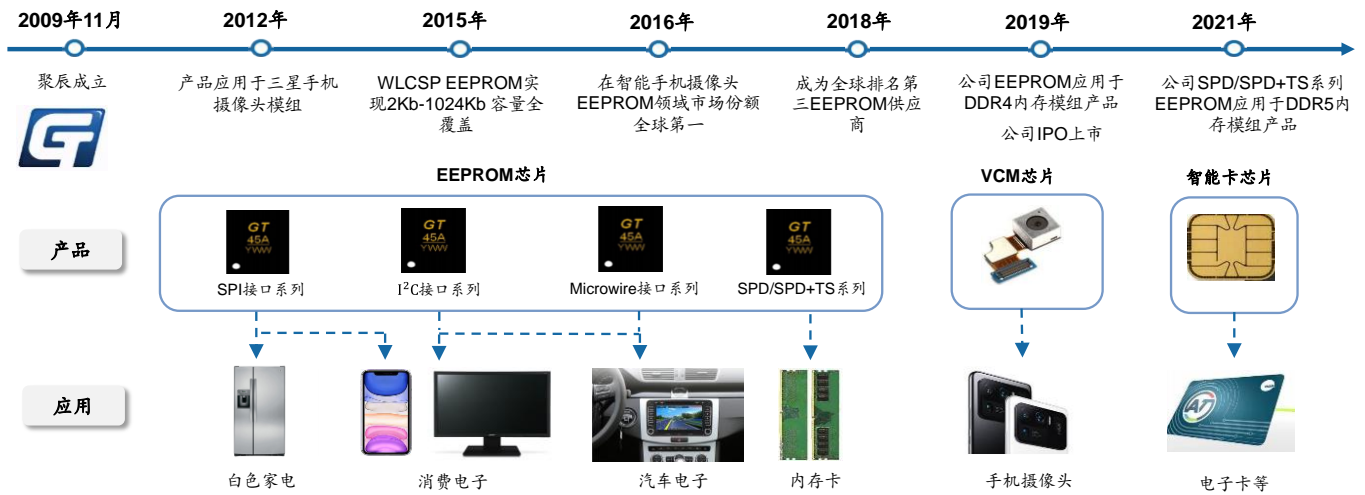 2009年11月
2012年
2015年
2016年
2018年
2019年
2021年
聚辰成立
产品应用于三星手机
摄像头模组
WLCSP EEPROM实
现2Kb-1024Kb 容量全
覆盖
在智能手机摄像头
EEPROM领域市场份额
全球第一
成为全球排名第
三EEPROM供应
商
公司EEPROM应用于
DDR4内存模组产品
公司IPO上市
公司SPD/SPD+TS系列
EEPROM应用于DDR5内
存模组产品
EEPROM芯片
VCM芯片
智能卡芯片
产品
GT
45A
YWW
GT
45A
YWW
GT
45A
YWW
GT
45A
YWW
SPI接口系列
I²C接口系列
Microwire接口系列
SPD/SPD+TS系列
应用
AT
白色家电
消费电子
汽车电子
内存卡
手机摄像头
电子卡等